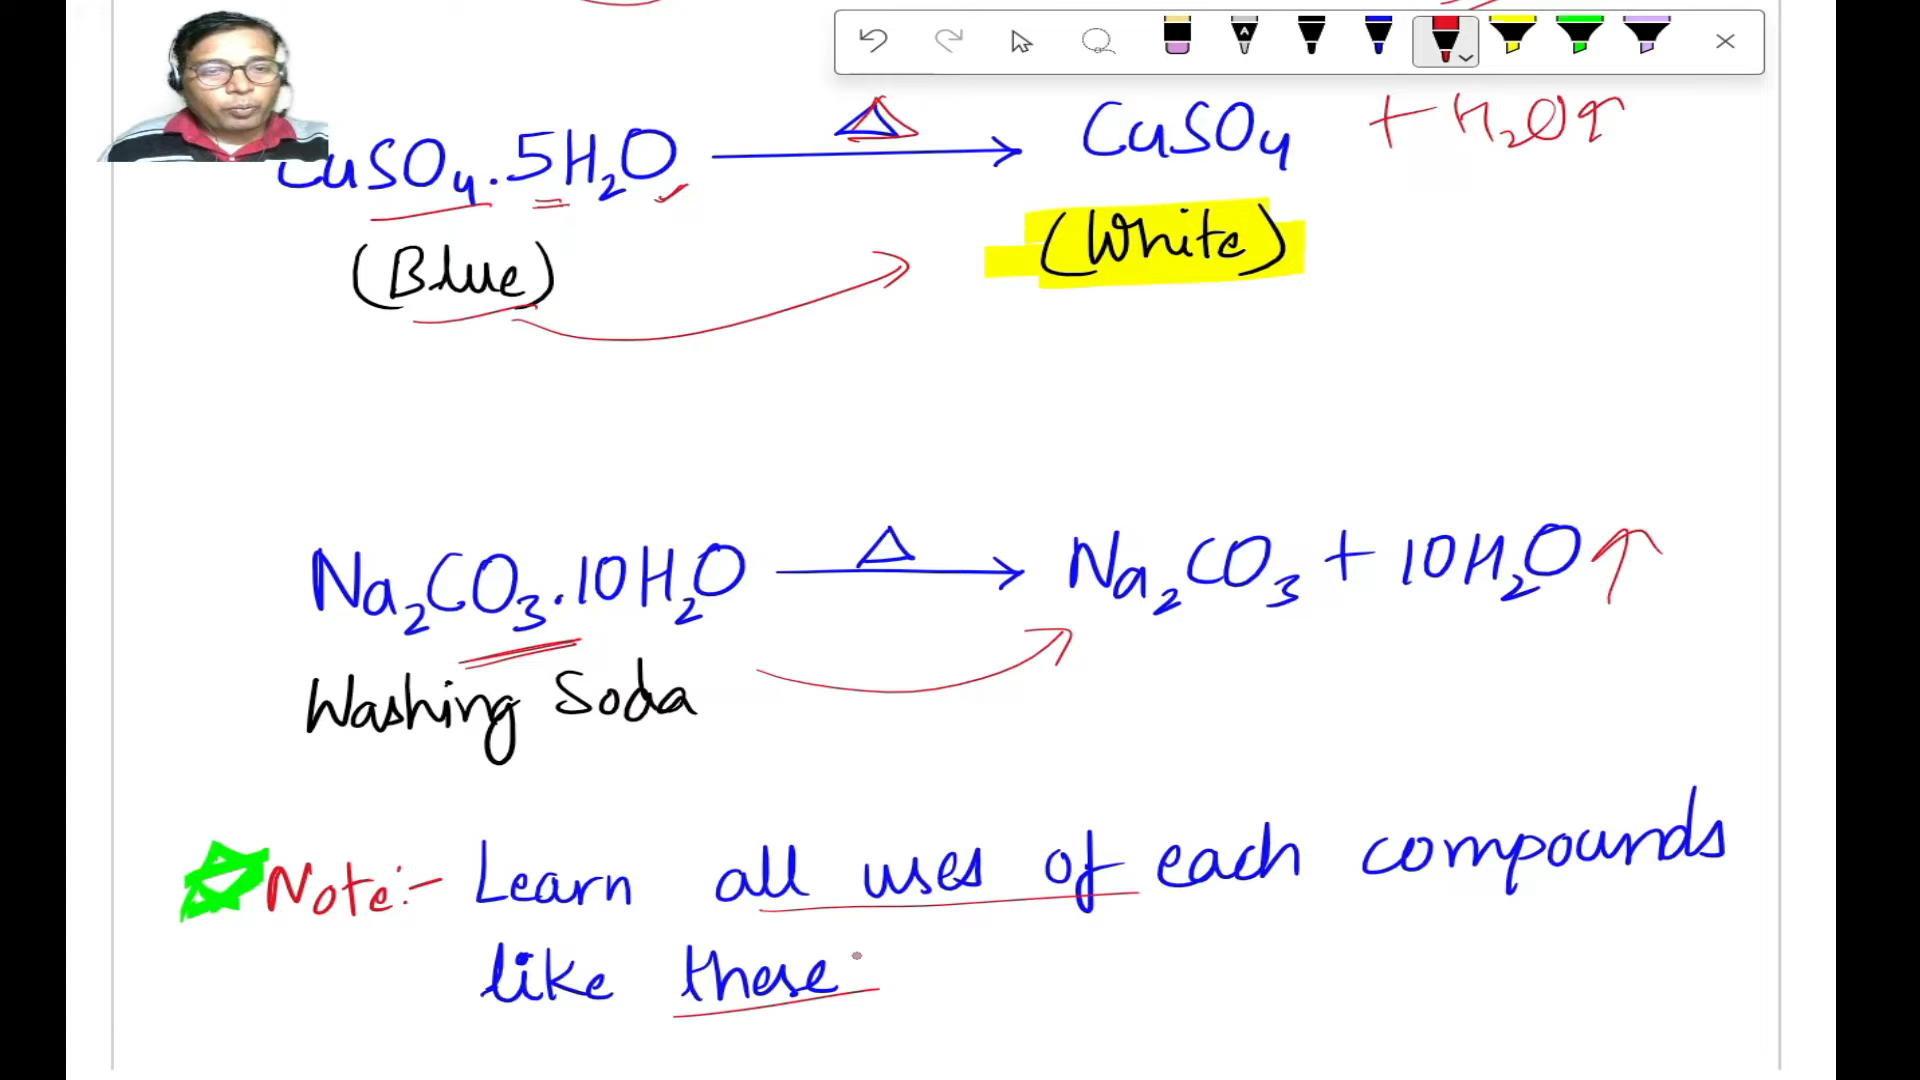 CuSO4.5H2O → CuSO4 + H2O↑
(Blue) (White)
Na2CO3.10H2O —Δ→ Na2CO3 + 10H2O↑
Washing Soda
Note:- Learn all uses of each compounds
like these